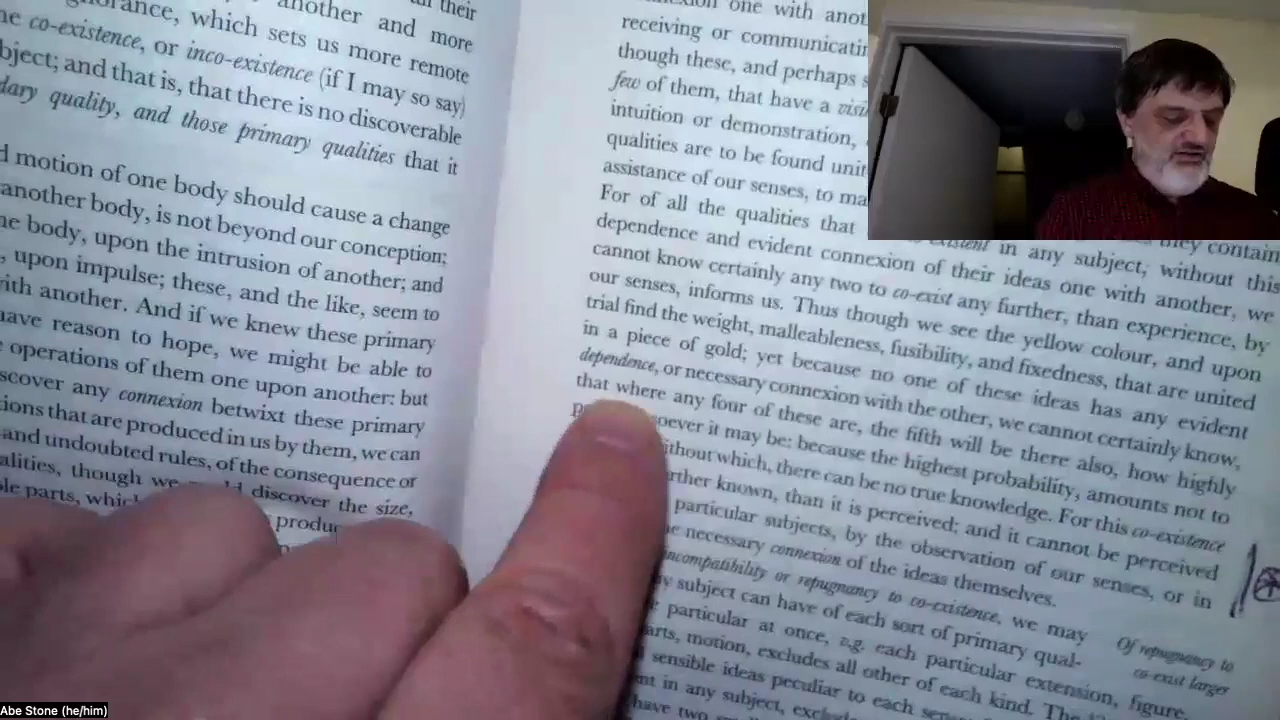 their
another and more
ignorance, which sets us more remote
co-existence, or inco-existence (if I may so say)
and that is, that there is no discoverable
quality, and those primary qualities that it
motion of one body should cause a change
another body, is not beyond our conception;
body, upon the intrusion of another; and
upon impulse; these, and the like, seem to
with another. And if we knew these primary
have reason to hope, we might be able to
operations of them one upon another: but
any connexion betwixt these primary
that are produced in us by them, we can
and undoubted rules, of the consequence or
though we discover the size,
parts,
one with
receiving or
though these, and perhaps
few of them, that have a
intuition or demonstration,
qualities are to be found
assistance of our senses, to
For of all the qualities that in any subject, without this
dependence and evident connexion of their ideas one with another, we
cannot know certainly any two to co-exist any further, than experience, by
our senses, informs us. Thus though we see the yellow colour, and upon
trial find the weight, malleableness, fusibility, and fixedness, that are united
in a piece of gold; yet because no one of these ideas has any evident
dependence, or necessary connexion with the other, we cannot certainly know,
that where any four of these are, the fifth will be there also, how highly
it may be: because the highest probability, amounts not to
without which, there can be no true knowledge. For this co-existence
known, than it is perceived; and it cannot be perceived
particular subjects, by the observation of our senses, or in
necessary connexion of the ideas themselves.
incompatibility or repugnancy to co-existence, we may
Of repugnancy to
co-exist larger
subject can have of each sort of primary qual-
particular at once, v.g. each particular extension, figure,
motion, excludes all other of each kind. The
sensible ideas peculiar to each
in any subject,
have two
they contain
Abe Stone (he/him)